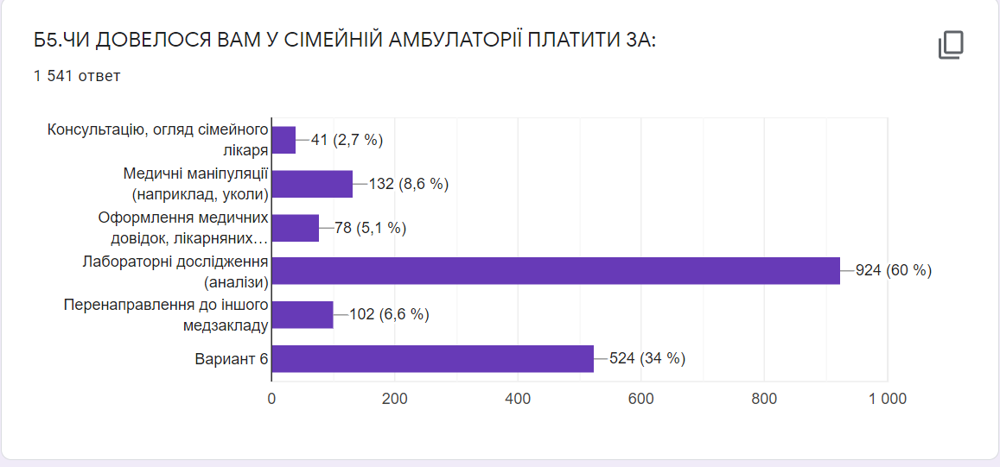 Б5.ЧИ ДОВЕЛОСЯ ВАМ У СІМЕЙНІЙ АМБУЛАТОРІЇ ПЛАТИТИ ЗА:
1 541 ответ
Консультацію, огляд сімейного
лікаря
41 (2,7 %)
Медичні маніпуляції
(наприклад, уколи)
132 (8,6 %)
Оформлення медичних
довідок, лікарняних…
78 (5,1 %)
Лабораторні дослідження
(аналізи)
924 (60 %)
Перенаправлення до іншого
медзакладу
102 (6,6 %)
Вариант 6
524 (34 %)
0 200 400 600 800 1 000